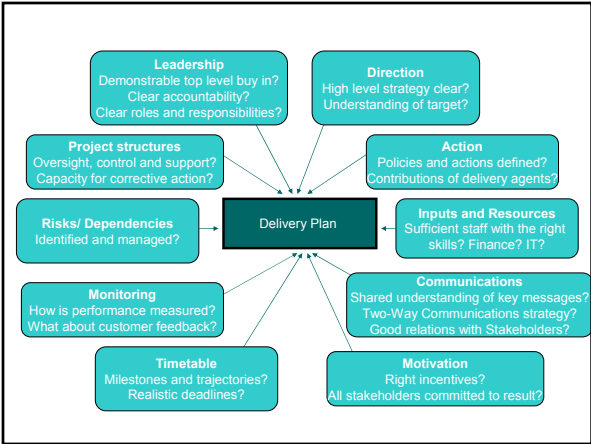 Leadership
Demonstrable top level buy in?
Clear accountability?
Clear roles and responsibilities?
Direction
High level strategy clear?
Understanding of target?
Project structures
Oversight, control and support?
Capacity for corrective action?
Action
Policies and actions defined?
Contributions of delivery agents?
Risks/ Dependencies
Identified and managed?
Delivery Plan
Inputs and Resources
Sufficient staff with the right
skills? Finance? IT?
Monitoring
How is performance measured?
What about customer feedback?
Communications
Shared understanding of key messages?
Two-Way Communications strategy?
Good relations with Stakeholders?
Timetable
Milestones and trajectories?
Realistic deadlines?
Motivation
Right incentives?
All stakeholders committed to result?